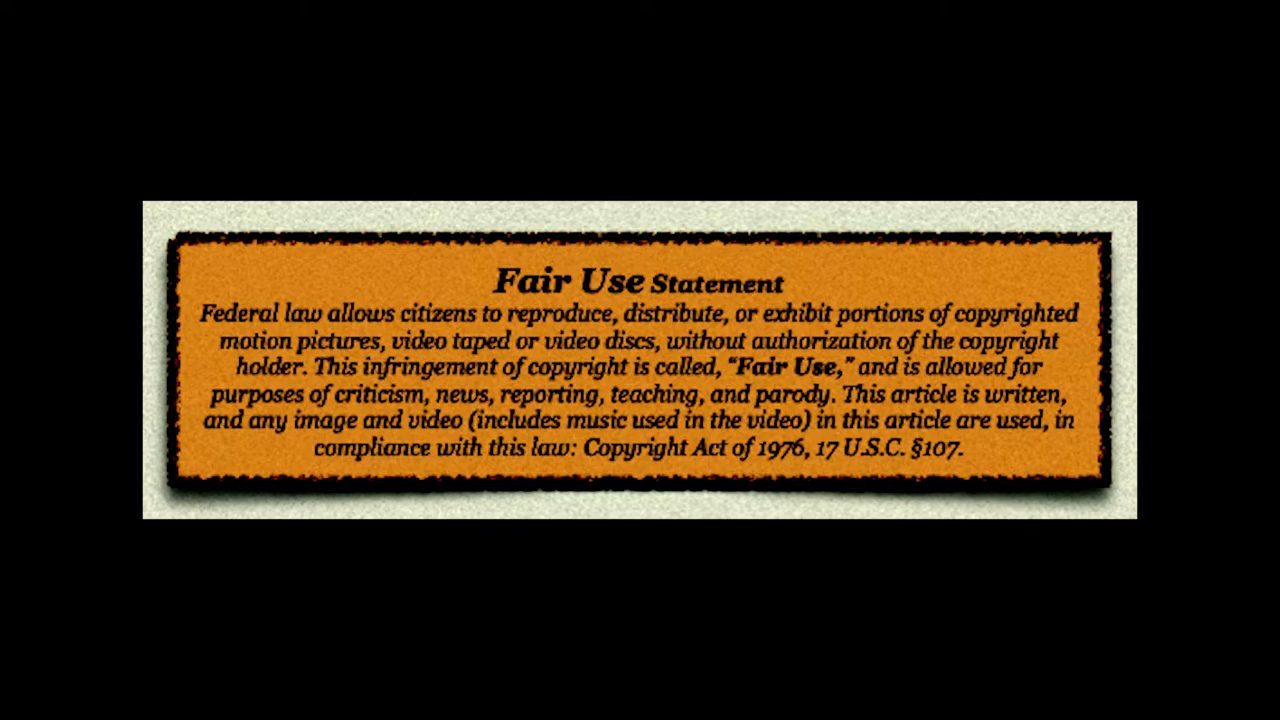 Fair Use Statement
Federal law allows citizens to reproduce, distribute, or exhibit portions of copyrighted
motion pictures, video taped or video discs, without authorization of the copyright
holder. This infringement of copyright is called, “Fair Use,” and is allowed for
purposes of criticism, news, reporting, teaching, and parody. This article is written,
and any image and video (includes music used in the video) in this article are used, in
compliance with this law: Copyright Act of 1976, 17 U.S.C. §107.